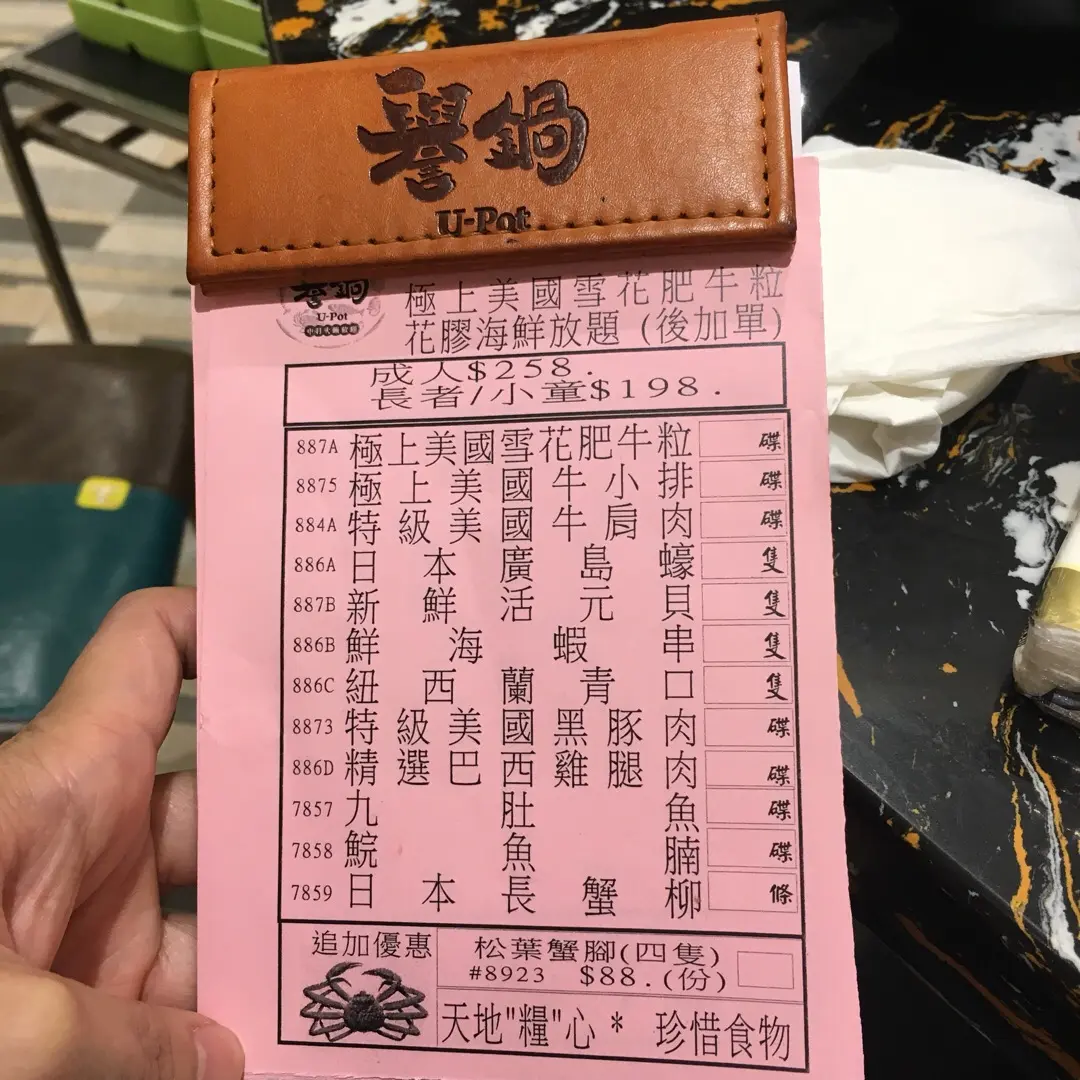 譽鍋
U-Pot
譽鍋
U-Pot
極上美國雪花肥牛粒
花膠海鮮放題 (後加單)
成人$258.
長者/小童$198.
887A 極上美國雪花肥牛粒 碟
8875 極上美國牛小排 碟
884A 特級美國牛肩肉 碟
886A 日本廣島蠔 隻
887B 新鮮活元貝 隻
886B 鮮海蝦串 隻
886C 紐西蘭青口 隻
8873 特級美國黑豚肉 碟
886D 精選巴西雞腿肉 碟
7857 九肚魚 碟
7858 鯇魚腩 碟
7859 日本長蟹柳 條
追加優惠
松葉蟹腳(四隻)
#8923 $88.(份)
天地"糧"心 * 珍惜食物